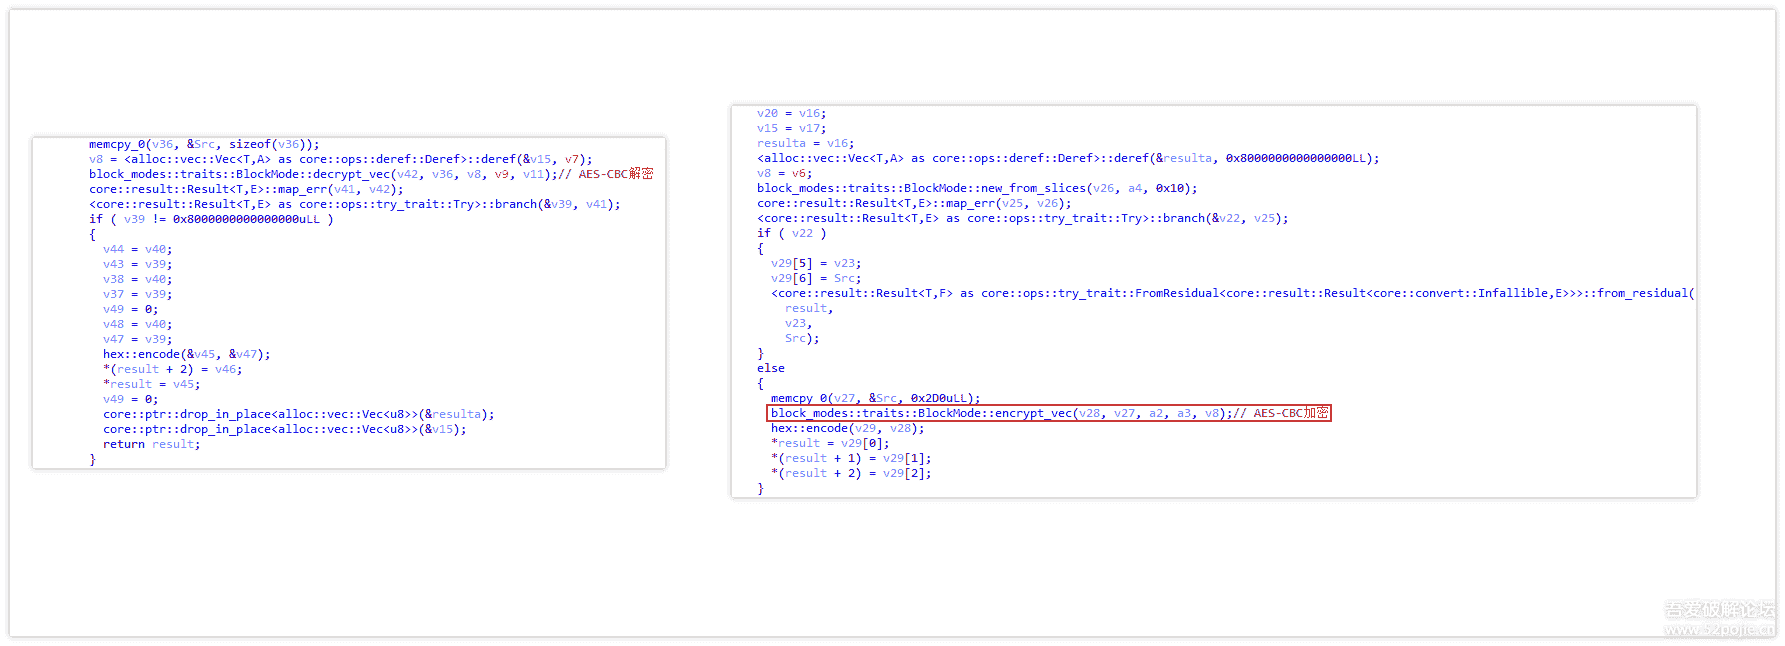 memcpy_0(v36, &Src, sizeof(v36));
v8 = <alloc::vec::Vec<T,A> as core::ops::deref::Deref>::deref(&v15, v7);
block_modes::traits::BlockMode::decrypt_vec(v42, v36, v8, v9, v11);// AES-CBC解密
core::result::Result<T,E>::map_err(v41, v42);
<core::result::Result<T,E> as core::ops::try_trait::Try>::branch(&v39, v41);
if ( v39 != 0x8000000000000000uLL )
{
v44 = v40;
v43 = v39;
v38 = v40;
v37 = v39;
v49 = 0;
v48 = v40;
v47 = v39;
hex::encode(&v45, &v47);
*(result + 2) = v46;
*result = v45;
v49 = 0;
core::ptr::drop_in_place<alloc::vec::Vec<u8>>(&resulta);
core::ptr::drop_in_place<alloc::vec::Vec<u8>>(&v15);
return result;
}
v20 = v16;
v15 = v17;
resulta = v16;
<alloc::vec::Vec<T,A> as core::ops::deref::Deref>::deref(&resulta, 0x8000000000000000LL);
v8 = v6;
block_modes::traits::BlockMode::new_from_slices(v26, a4, 0x10);
core::result::Result<T,E>::map_err(v25, v26);
<core::result::Result<T,E> as core::ops::try_trait::Try>::branch(&v22, v25);
if ( v22 )
{
v29[5] = v23;
v29[6] = Src;
<core::result::Result<T,F> as core::ops::try_trait::FromResidual<core::result::Result<core::convert::Infallible,E>>>::from_residual(
result,
v23,
Src);
}
else
{
memcpy_0(v27, &Src, 0x2D0uLL);
block_modes::traits::BlockMode::encrypt_vec(v28, v27, a2, a3, v8);// AES-CBC加密
hex::encode(v29, v28);
*result = v29[0];
*(result + 1) = v29[1];
*(result + 2) = v29[2];
}
吾爱破解论坛
www.52pojie.cn